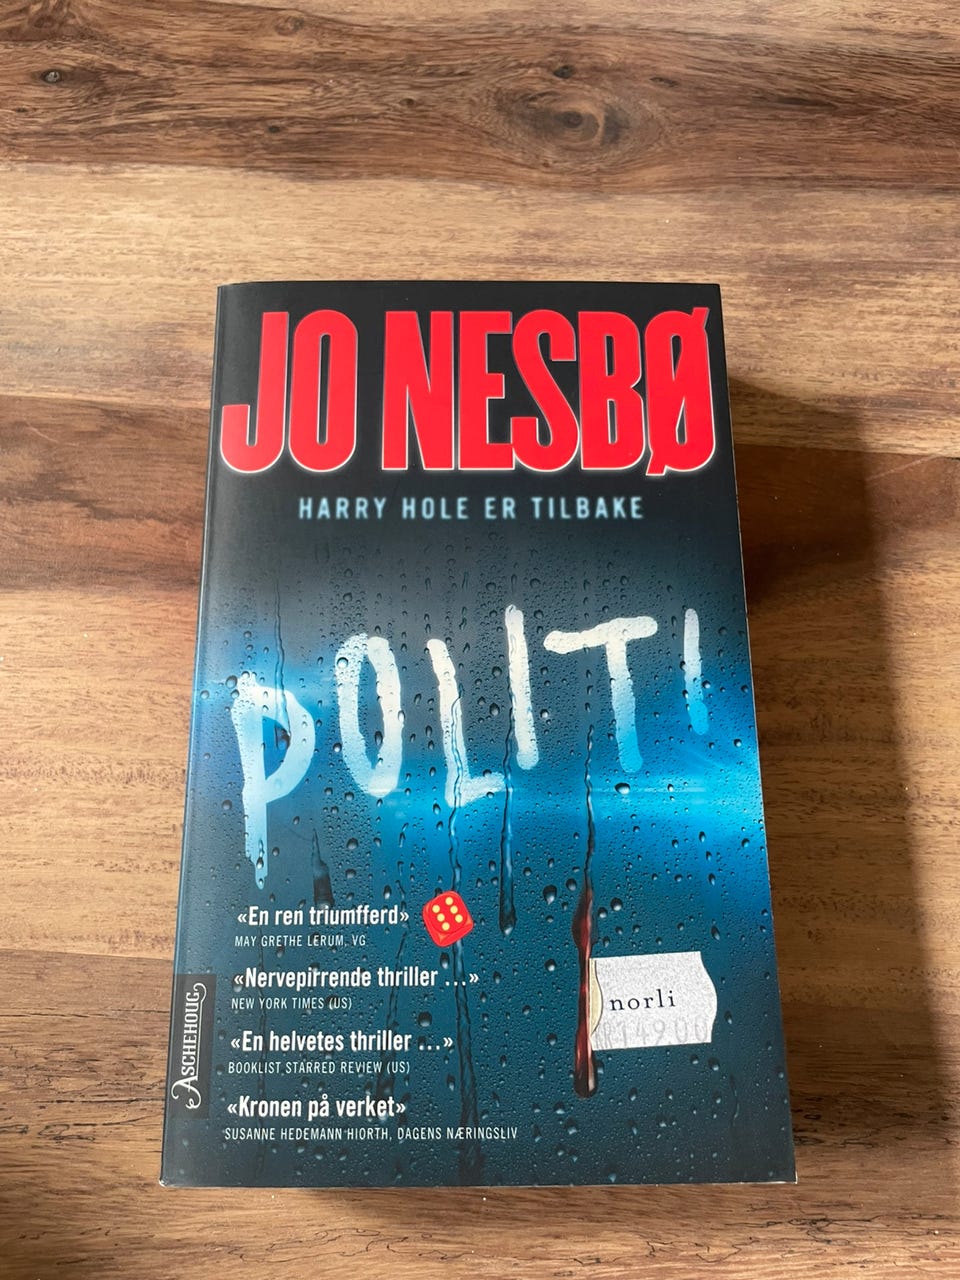 JO NESBØ
HARRY HOLE ER TILBAKE
POLITI
«En ren triumfferd»
MAY GRETHE LERUM, VG
«Nervepirrende thriller ...»
NEW YORK TIMES (US)
«En helvetes thriller ...»
BOOKLIST STARRED REVIEW (US)
«Kronen på verket»
SUSANNE HEDEMANN HIORTH, DAGENS NÆRINGSLIV
ASCHEHOUG
norli
R14900